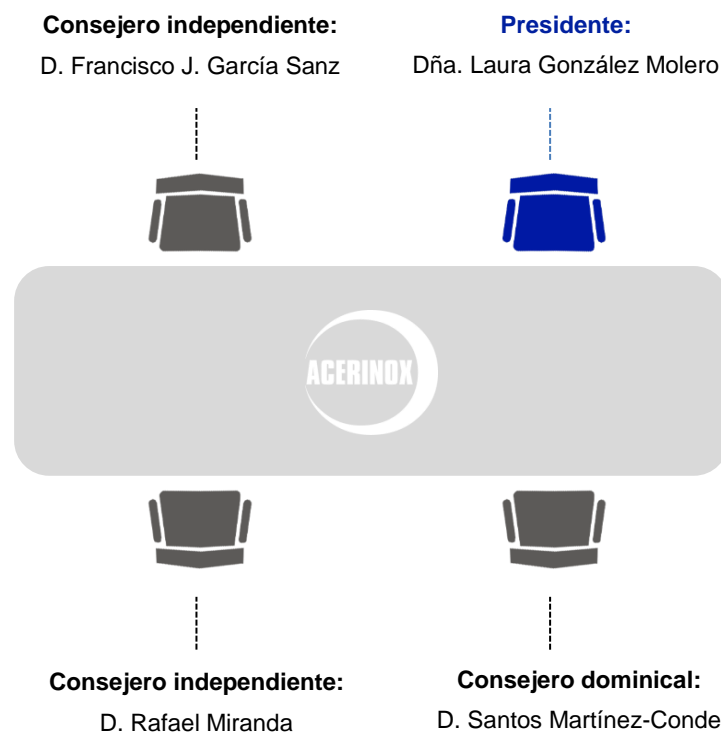 Consejero independiente:
D. Francisco J. García Sanz
Presidente:
Dña. Laura González Molero
ACERINOX
Consejero independiente:
D. Rafael Miranda
Consejero dominical:
D. Santos Martínez-Conde